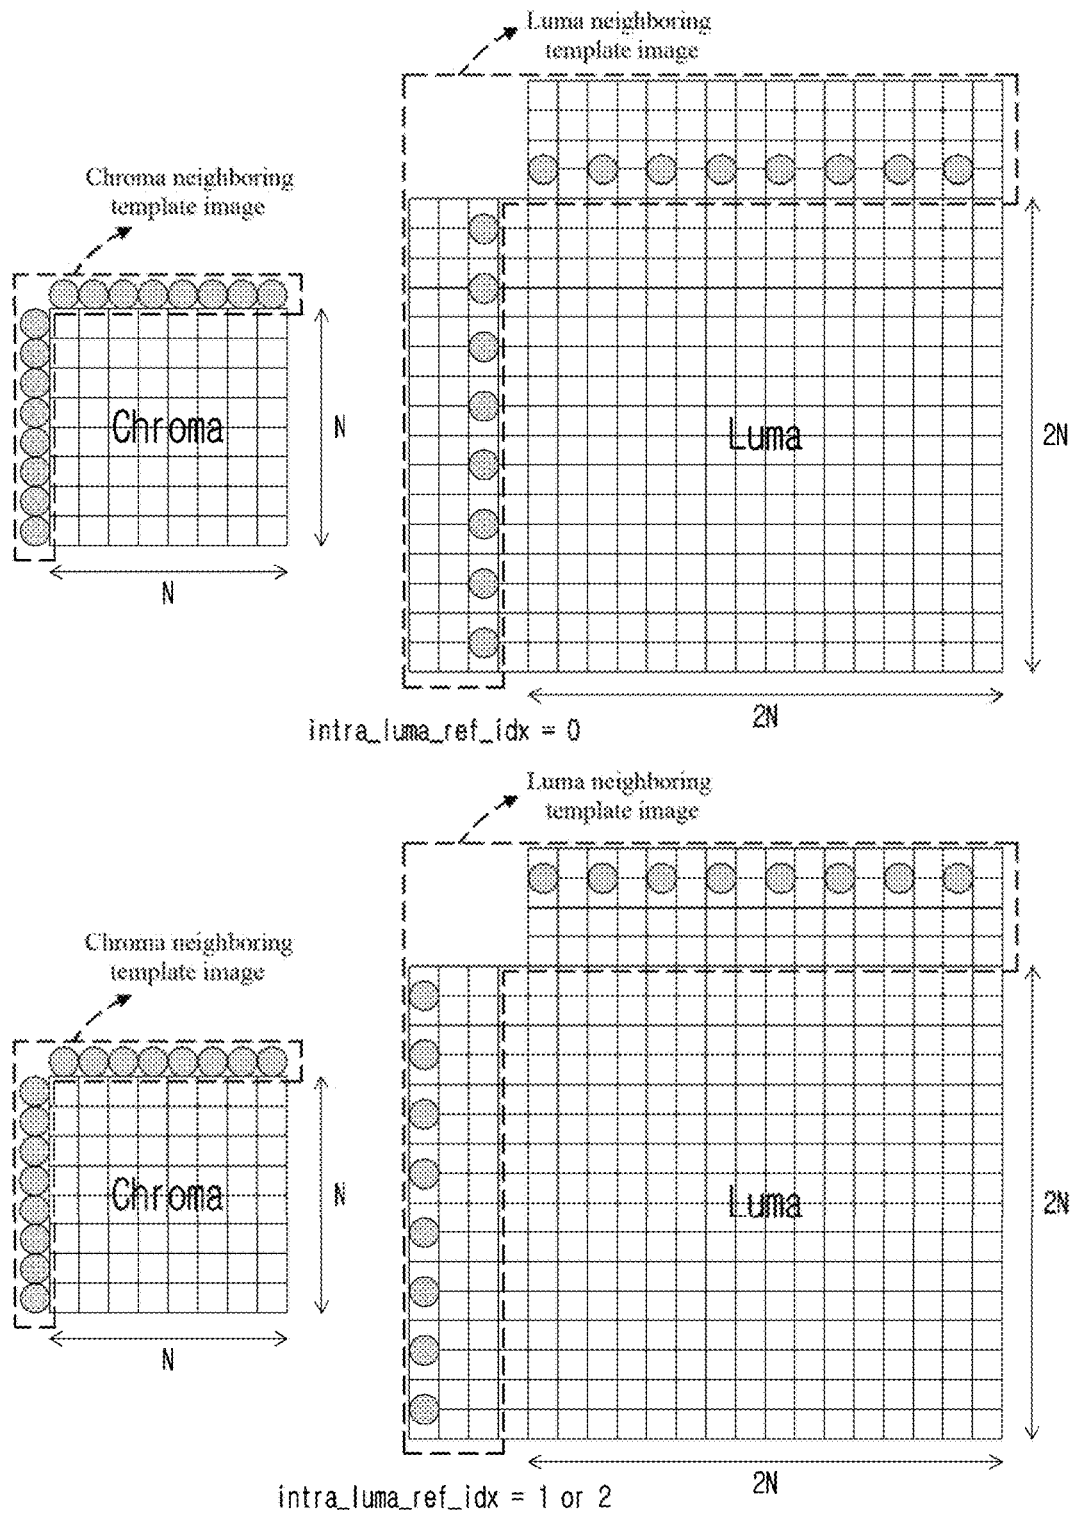 Luma neighboring
template image
Chroma neighboring
template image
Chroma
N
N
Luma
2N
2N
intra_luma_ref_idx = 0
Luma neighboring
template image
Chroma neighboring
template image
Chroma
N
N
Luma
2N
2N
intra_luma_ref_idx = 1 or 2